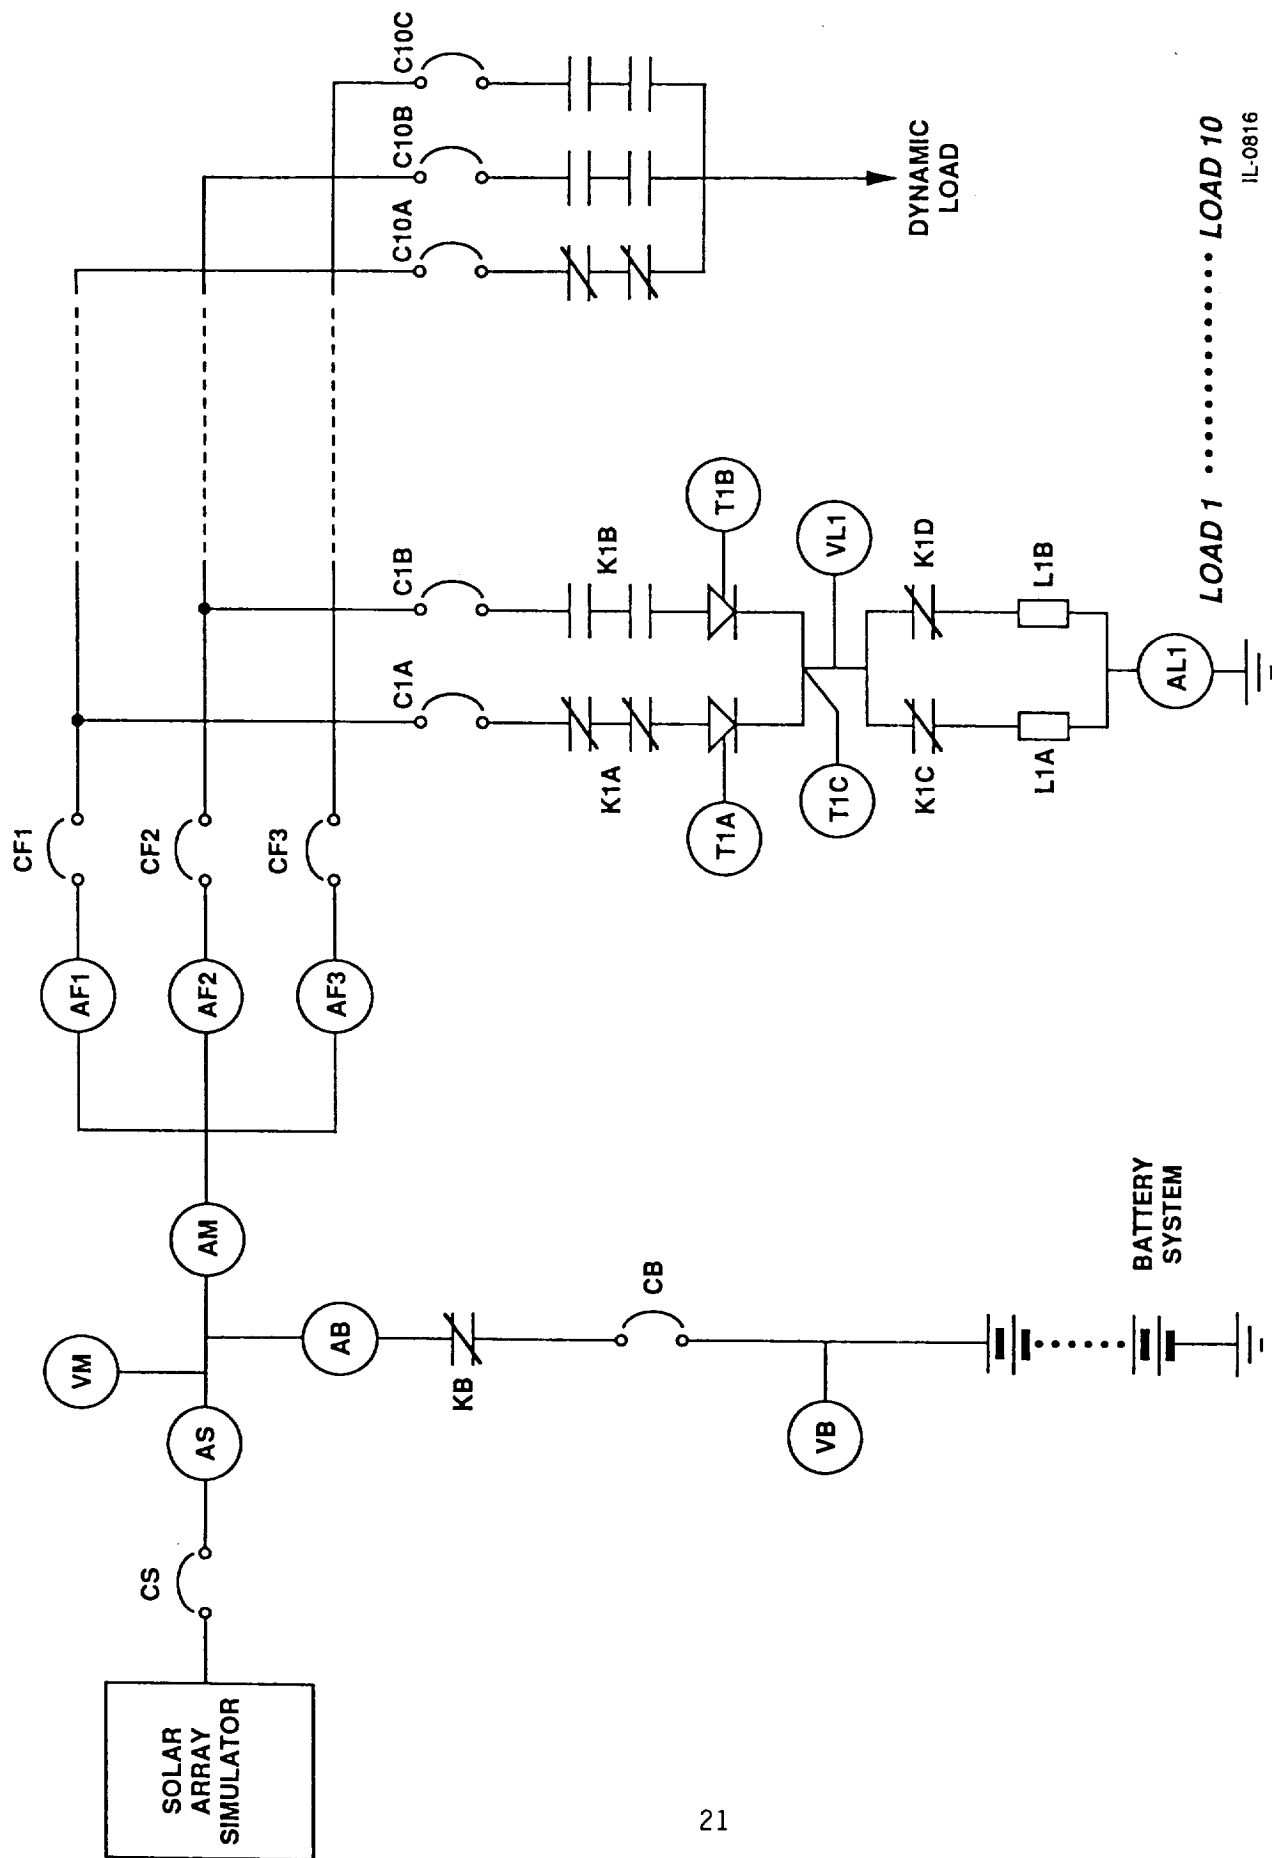 SOLAR
ARRAY
SIMULATOR
CS
AS
VM
AM
AB
KB
CB
VB
BATTERY
SYSTEM
AF1
AF2
AF3
CF1
CF2
CF3
C1A
C1B
K1A
K1B
T1A
T1B
T1C
VL1
K1C
K1D
L1A
L1B
AL1
C10A
C10B
C10C
DYNAMIC
LOAD
LOAD 1 ............... LOAD 10
IL-0816
21